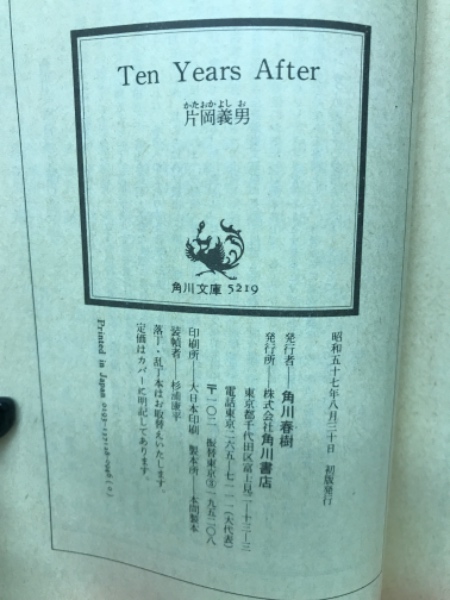 Ten Years After
かたおかよしお
片岡義男
角川文庫 5219
昭和五十七年八月三十日 初版発行
発行者――角川春樹
発行所――株式会社角川書店
東京都千代田区富士見二―十三―三
電話東京二六五―七一一一(大代表)
〒一〇二 振替東京③一九五二〇八
印刷所――大日本印刷 製本所――本間製本
装幀者――杉浦康平
落丁・乱丁本はお取替えいたします。
定価はカバーに明記してあります。
Printed in Japan